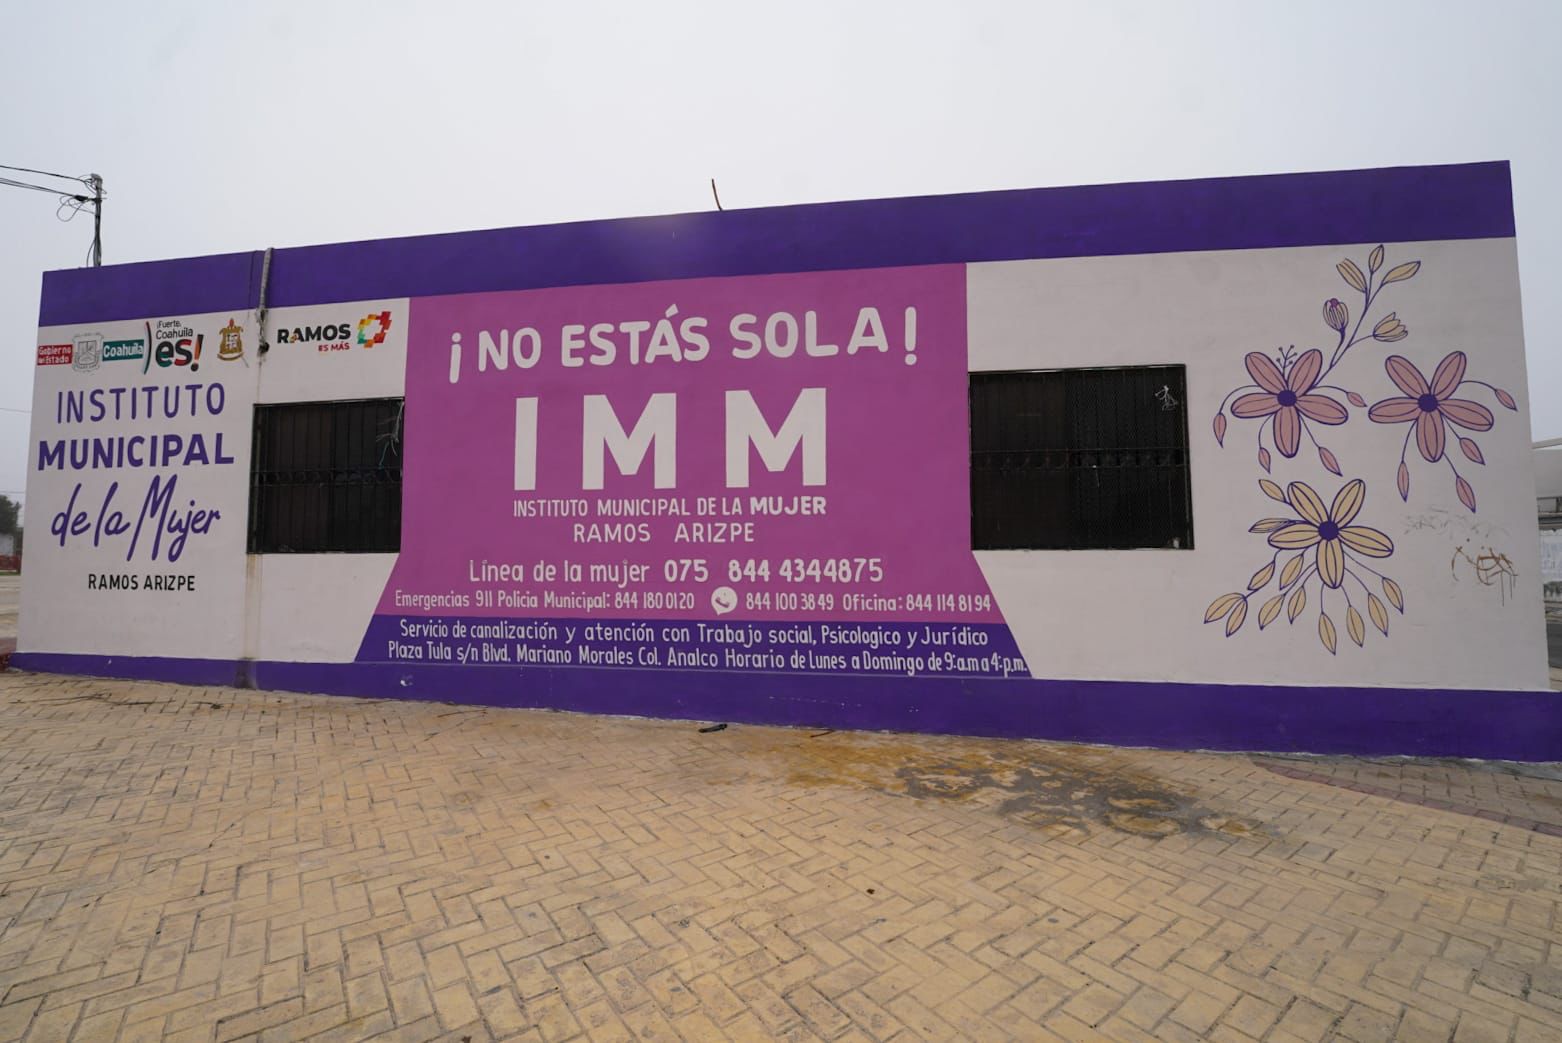 Gobierno
del Estado
Coahuila
¡Fuerte,
Coahuila
es!
RAMOS
ES MÁS
INSTITUTO
MUNICIPAL
de la Mujer
RAMOS ARIZPE
¡NO ESTÁS SOLA!
IMM
INSTITUTO MUNICIPAL DE LA MUJER
RAMOS ARIZPE
Línea de la mujer 075 844 4344875
Emergencias 911 Policia Municipal: 844 180 0120 844 100 3849 Oficina: 844 114 8194
Servicio de canalización y atención con Trabajo social, Psicologico y Jurídico
Plaza Tula s/n Blvd. Mariano Morales Col. Analco Horario de Lunes a Domingo de 9:a.m a 4:p.m.